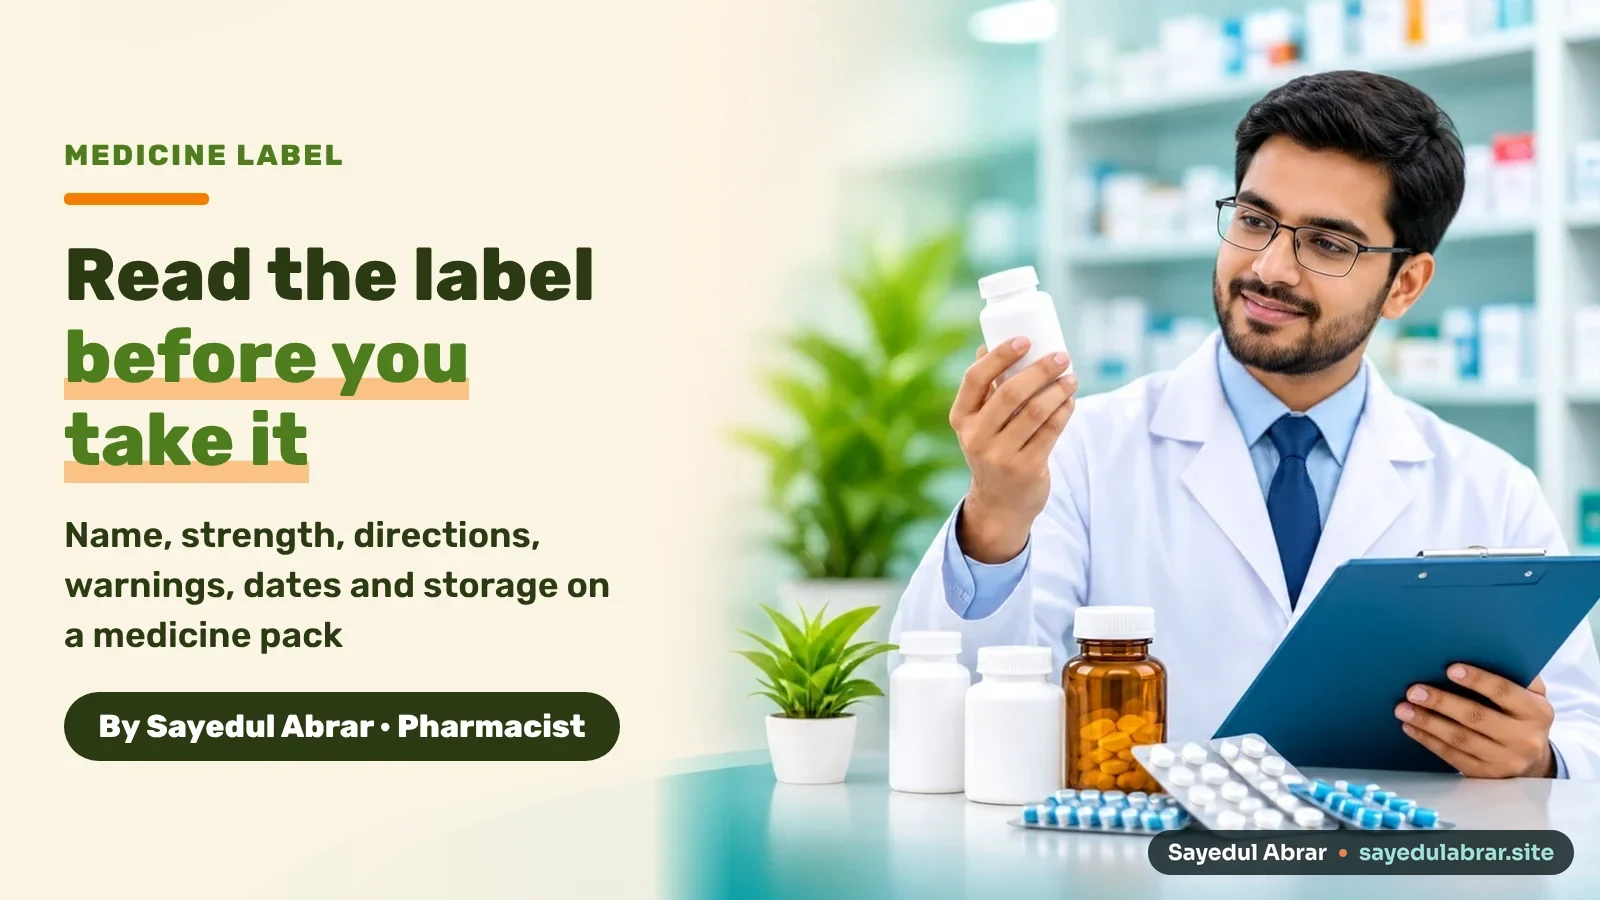 MEDICINE LABEL
Read the label
before you
take it
Name, strength, directions,
warnings, dates and storage on
a medicine pack
By Sayedul Abrar • Pharmacist
Sayedul Abrar • sayedulabrar.site